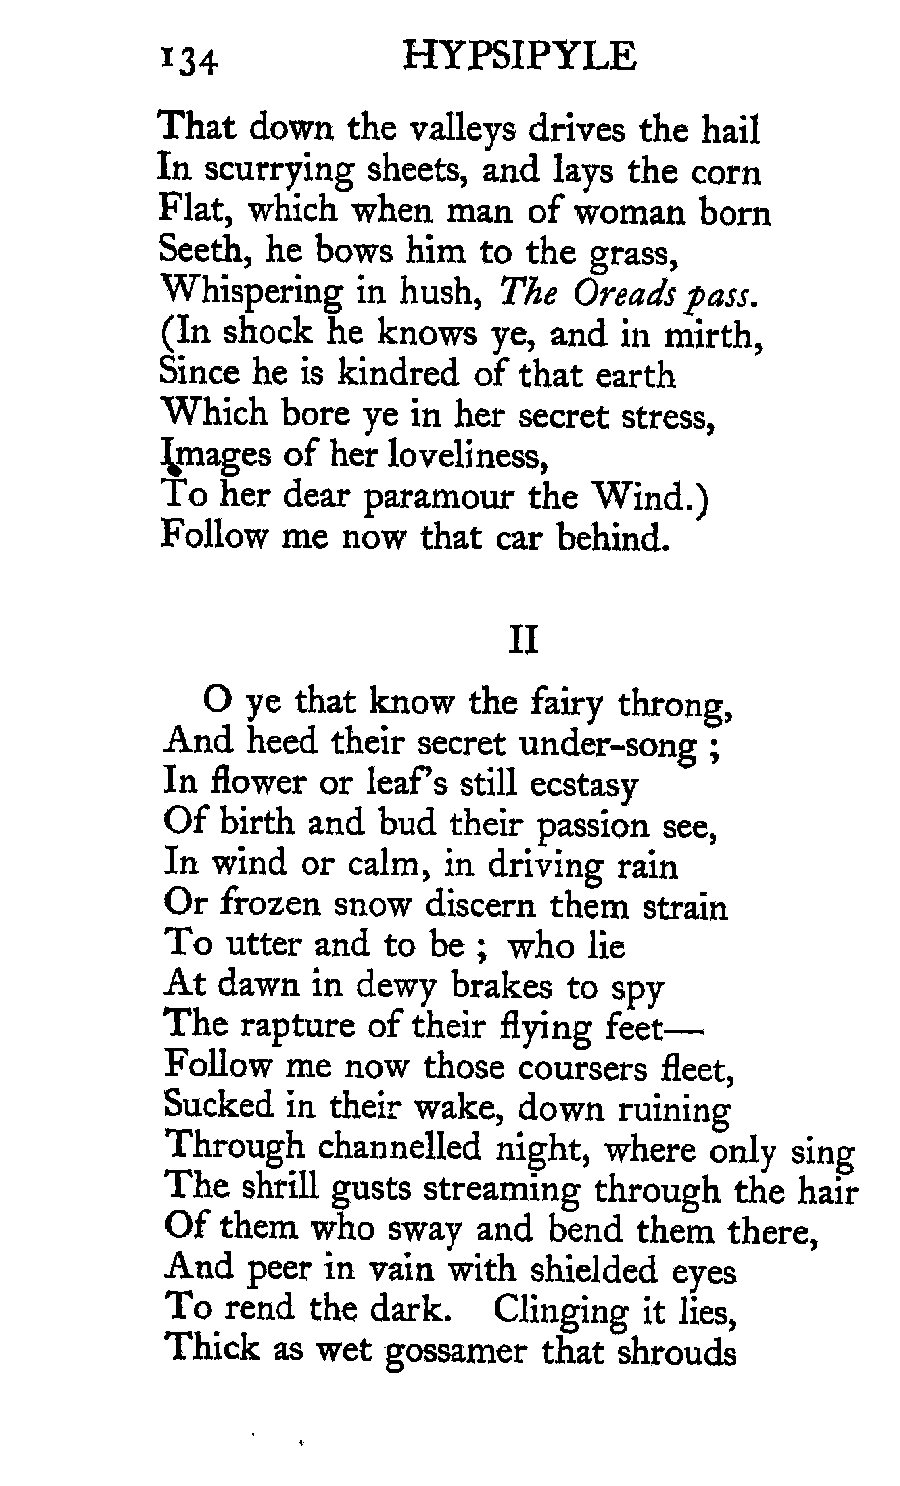 134 HYPSIPYLE
That down the valleys drives the hail
In scurrying sheets, and lays the corn
Flat, which when man of woman born
Seeth, he bows him to the grass,
Whispering in hush, The Oreads pass.
(In shock he knows ye, and in mirth,
Since he is kindred of that earth
Which bore ye in her secret stress,
Images of her loveliness,
To her dear paramour the Wind.)
Follow me now that car behind.
II
O ye that know the fairy throng,
And heed their secret under-song ;
In flower or leaf's still ecstasy
Of birth and bud their passion see,
In wind or calm, in driving rain
Or frozen snow discern them strain
To utter and to be ; who lie
At dawn in dewy brakes to spy
The rapture of their flying feet—
Follow me now those coursers fleet,
Sucked in their wake, down ruining
Through channelled night, where only sing
The shrill gusts streaming through the hair
Of them who sway and bend them there,
And peer in vain with shielded eyes
To rend the dark. Clinging it lies,
Thick as wet gossamer that shrouds